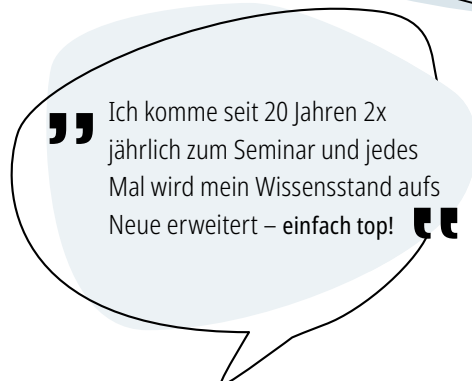 „ Ich komme seit 20 Jahren 2x
jährlich zum Seminar und jedes
Mal wird mein Wissensstand aufs
Neue erweitert – einfach top! “